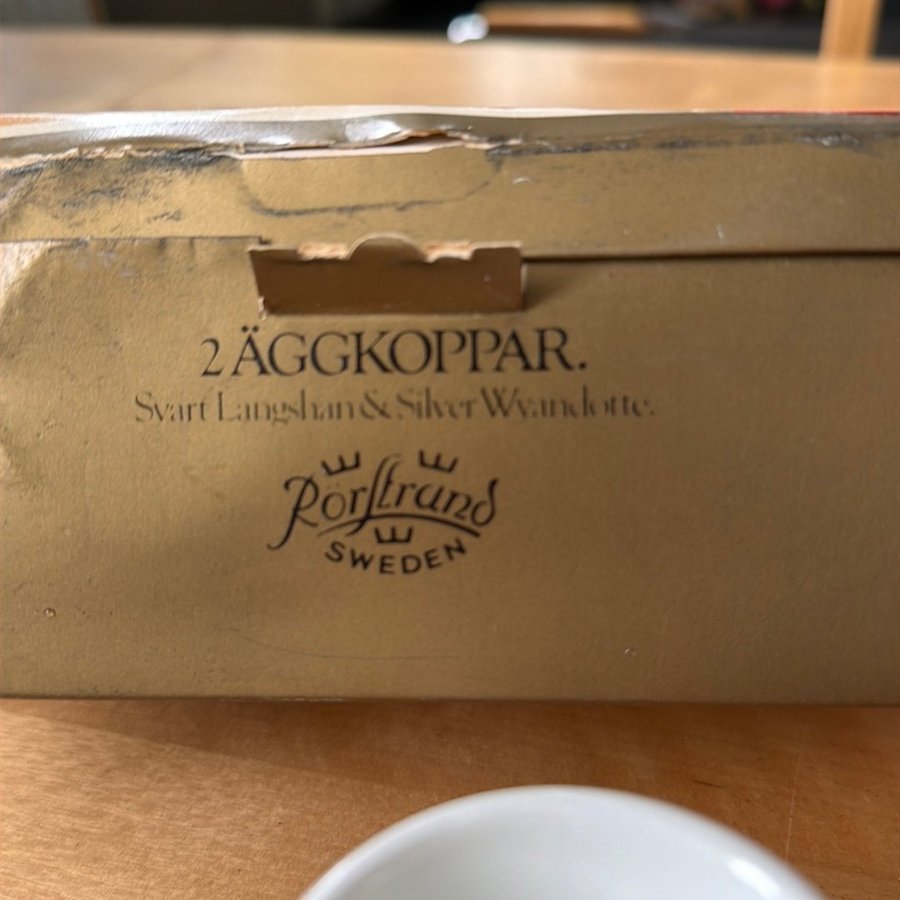 2 ÄGGKOPPAR.
Svart Langshan & Silver Wyandotte.
Rörstrand
SWEDEN